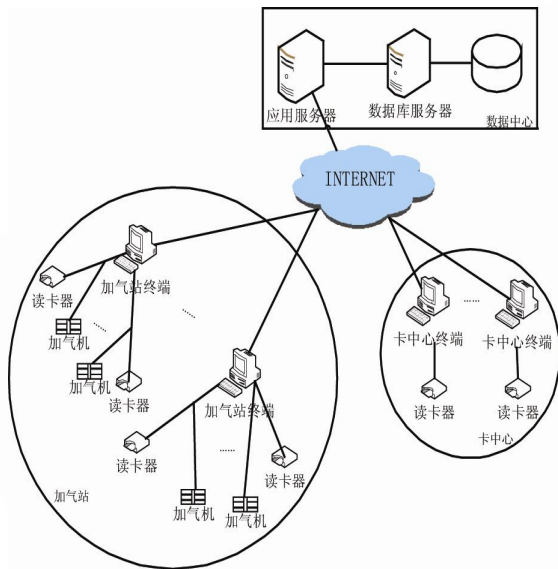 应用服务器
数据库服务器
数据中心
INTERNET
加气站终端
读卡器
加气机
加气机
读卡器
加气站终端
读卡器
读卡器
加气机
加气机
加气站
卡中心终端
卡中心终端
读卡器
读卡器
卡中心